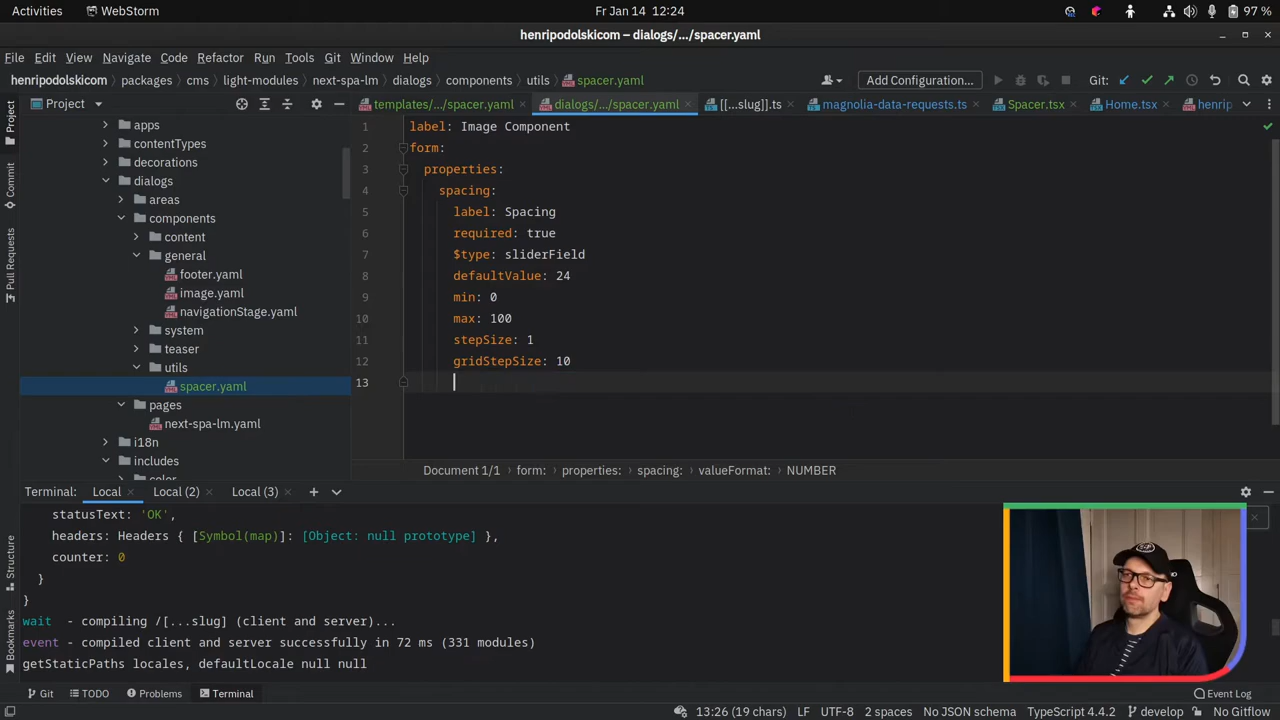 Activities WebStorm Fr Jan 14 12:24 97 %
henripodolskicom – dialogs/.../spacer.yaml
File Edit View Navigate Code Refactor Run Tools Git Window Help
henripodolskicom packages cms light-modules next-spa-lm dialogs components utils spacer.yaml Add Configuration... Git:
Project templates/.../spacer.yaml dialogs/.../spacer.yaml [[...slug]].ts magnolia-data-requests.ts Spacer.tsx Home.tsx henrip
Project
Commit
Pull Requests
apps
contentTypes
decorations
dialogs
areas
components
content
general
footer.yaml
image.yaml
navigationStage.yaml
system
teaser
utils
spacer.yaml
pages
next-spa-lm.yaml
i18n
includes
1 label: Image Component
2 form:
3 properties:
4 spacing:
5 label: Spacing
6 required: true
7 $type: sliderField
8 defaultValue: 24
9 min: 0
10 max: 100
11 stepSize: 1
12 gridStepSize: 10
13
Document 1/1 form: properties: spacing: valueFormat: NUMBER
Terminal: Local Local (2) Local (3)
Structure
Bookmarks
statusText: 'OK',
headers: Headers { [Symbol(map)]: [Object: null prototype] },
counter: 0
}
}
wait - compiling /[...slug] (client and server)...
event - compiled client and server successfully in 72 ms (331 modules)
getStaticPaths locales, defaultLocale null null
Git TODO Problems Terminal Event Log
13:26 (19 chars) LF UTF-8 2 spaces No JSON schema TypeScript 4.4.2 develop No Gitflow